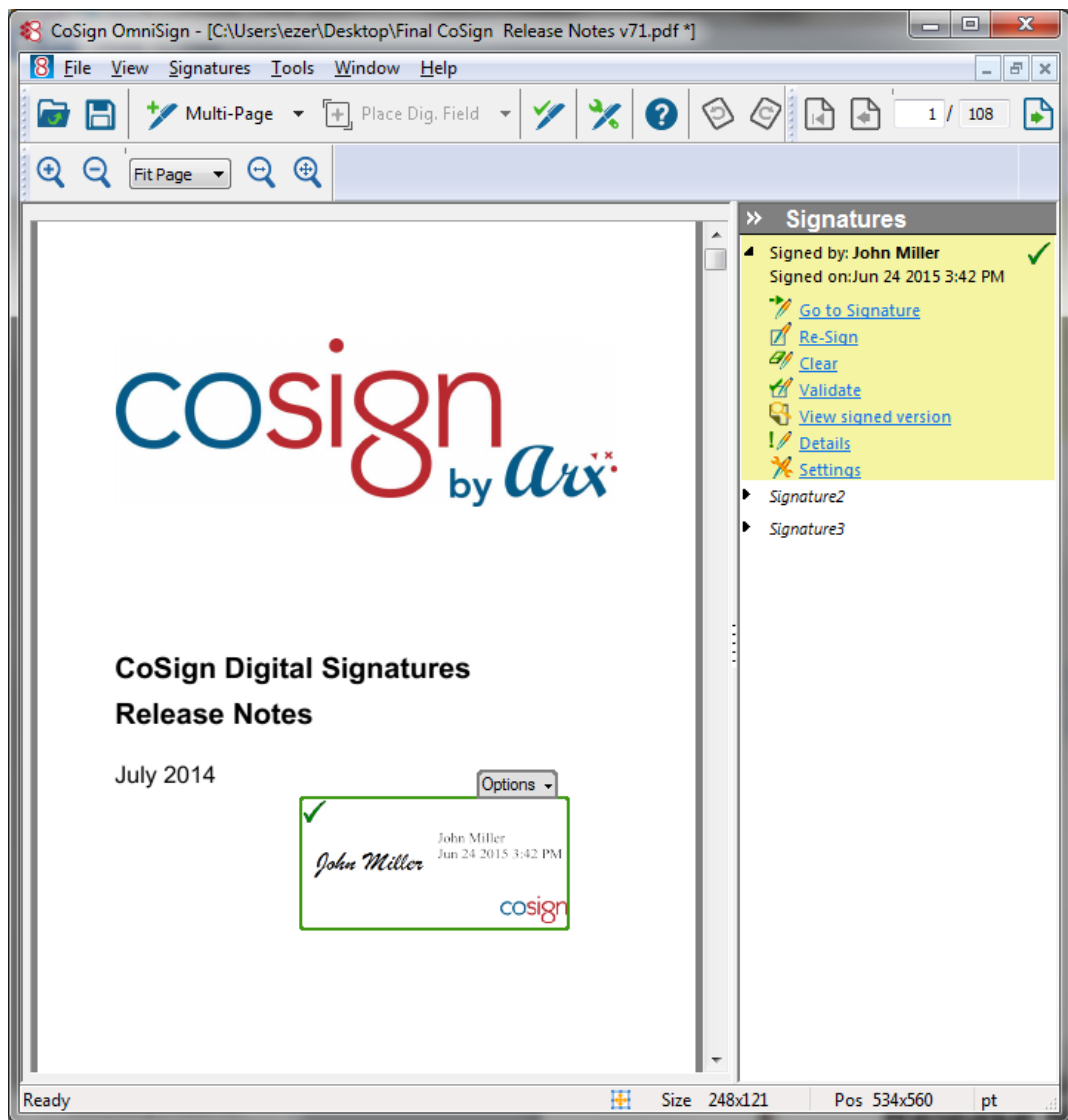 CoSign OmniSign - [C:\Users\ezer\Desktop\Final CoSign  Release Notes v71.pdf *]
8 File View Signatures Tools Window Help
Multi-Page Place Dig. Field ? 1 / 108
Fit Page
Signatures
Signed by: John Miller
Signed on:Jun 24 2015 3:42 PM
Go to Signature
Re-Sign
Clear
Validate
View signed version
Details
Settings
Signature2
Signature3
cosign
by arx
CoSign Digital Signatures
Release Notes
July 2014
Options
John Miller
John Miller
Jun 24 2015 3:42 PM
cosign
Ready Size 248x121 Pos 534x560 pt